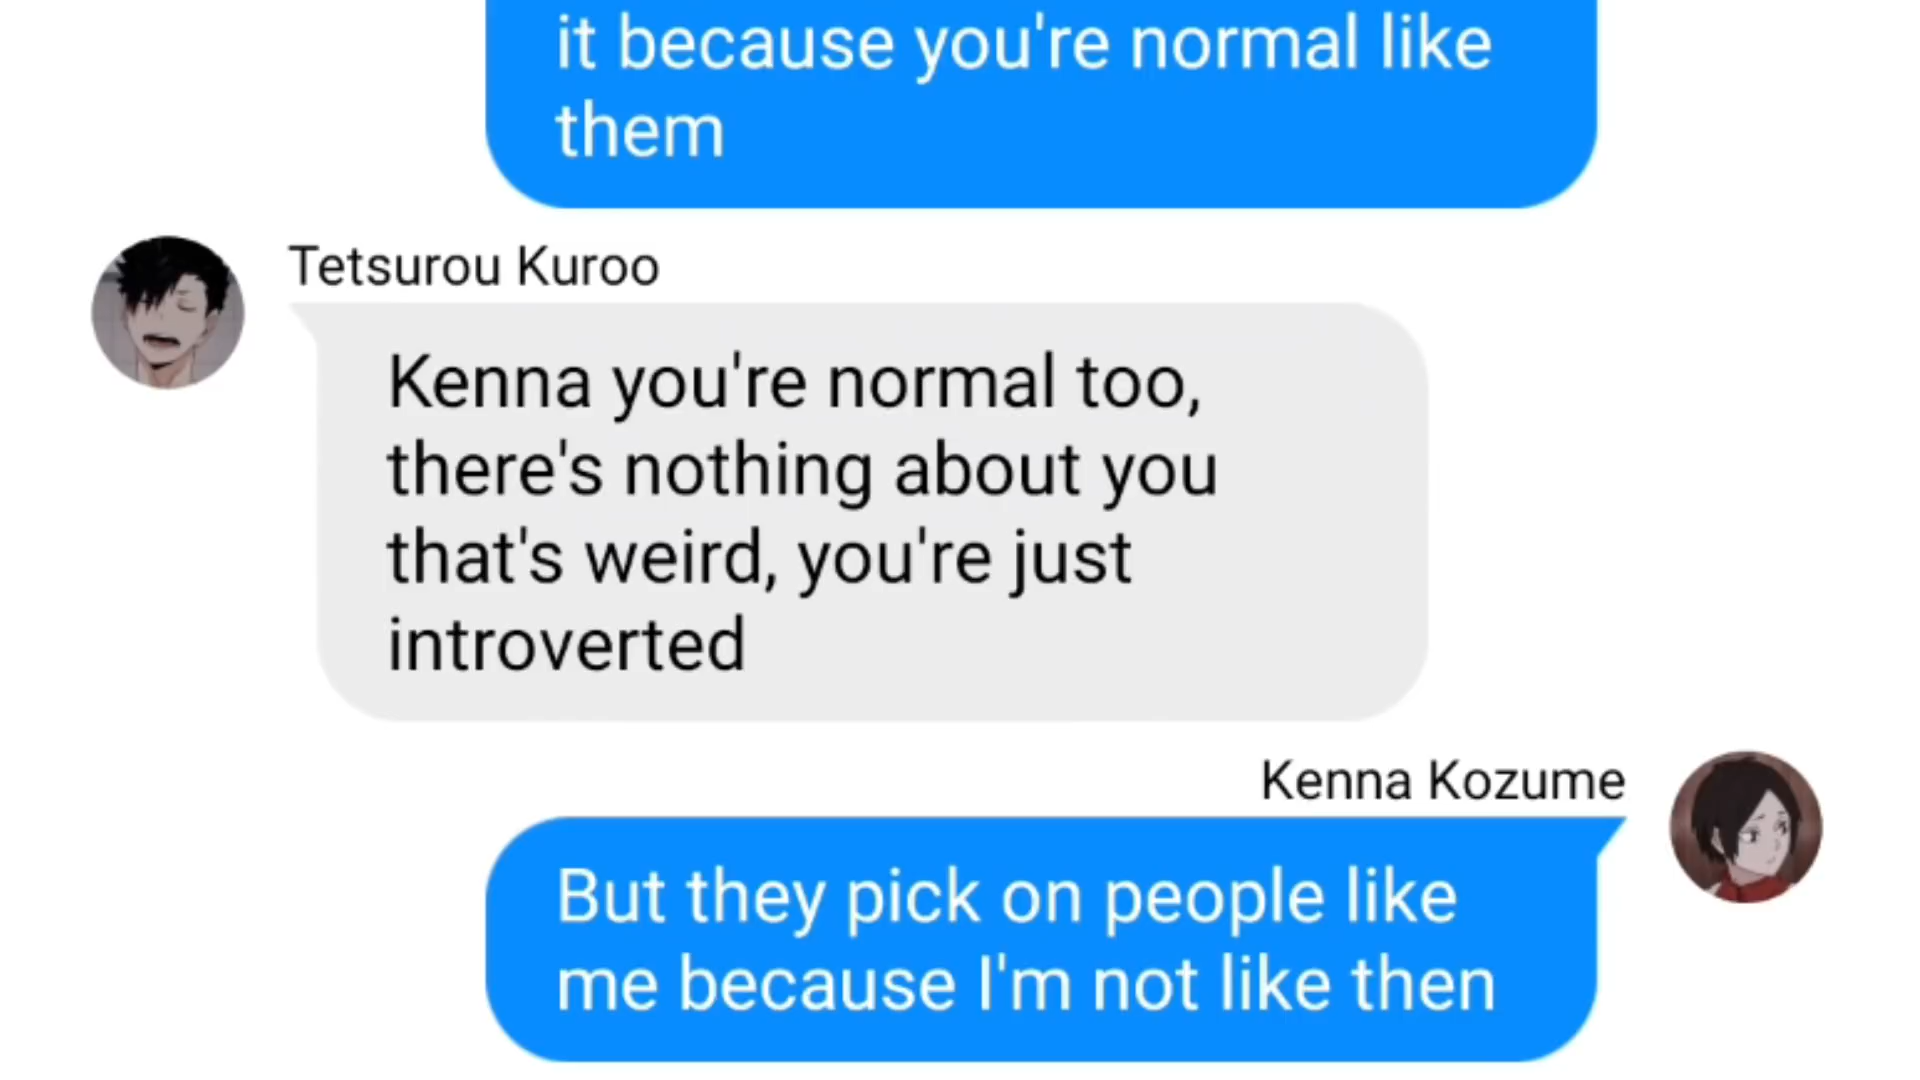 it because you're normal like
them
Tetsurou Kuroo
Kenna you're normal too,
there's nothing about you
that's weird, you're just
introverted
Kenna Kozume
But they pick on people like
me because I'm not like then